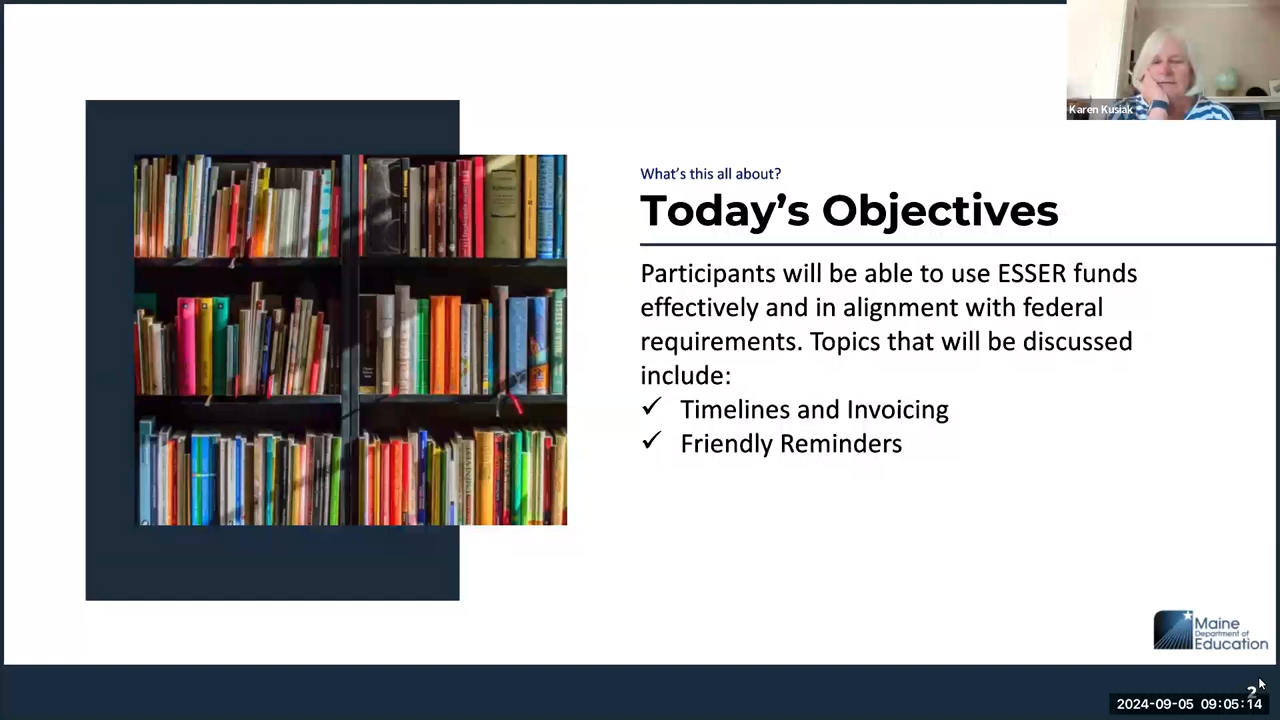 Karen Kusiak
What's this all about?
Today's Objectives
Participants will be able to use ESSER funds
effectively and in alignment with federal
requirements. Topics that will be discussed
include:
✓ Timelines and Invoicing
✓ Friendly Reminders
Maine
Department of
Education
2
2024-09-05 09:05:14